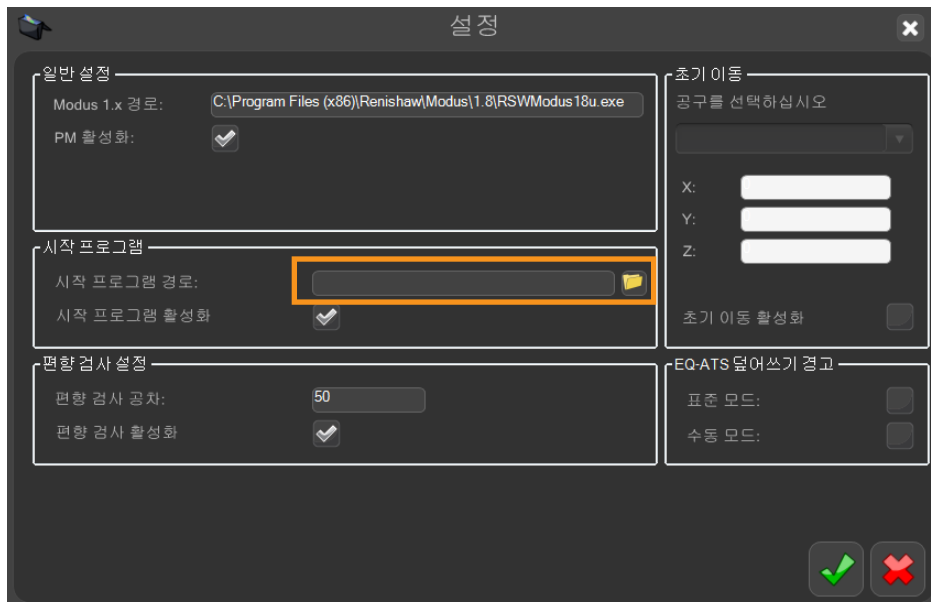 설정
일반 설정
Modus 1.x 경로:
C:\Program Files (x86)\Renishaw\Modus\1.8\RSWModus18u.exe
PM 활성화:
시작 프로그램
시작 프로그램 경로:
시작 프로그램 활성화
편향 검사 설정
편향 검사 공차:
50
편향 검사 활성화
초기 이동
공구를 선택하십시오
X:
Y:
Z:
초기 이동 활성화
EQ-ATS 덮어쓰기 경고
표준 모드:
수동 모드: